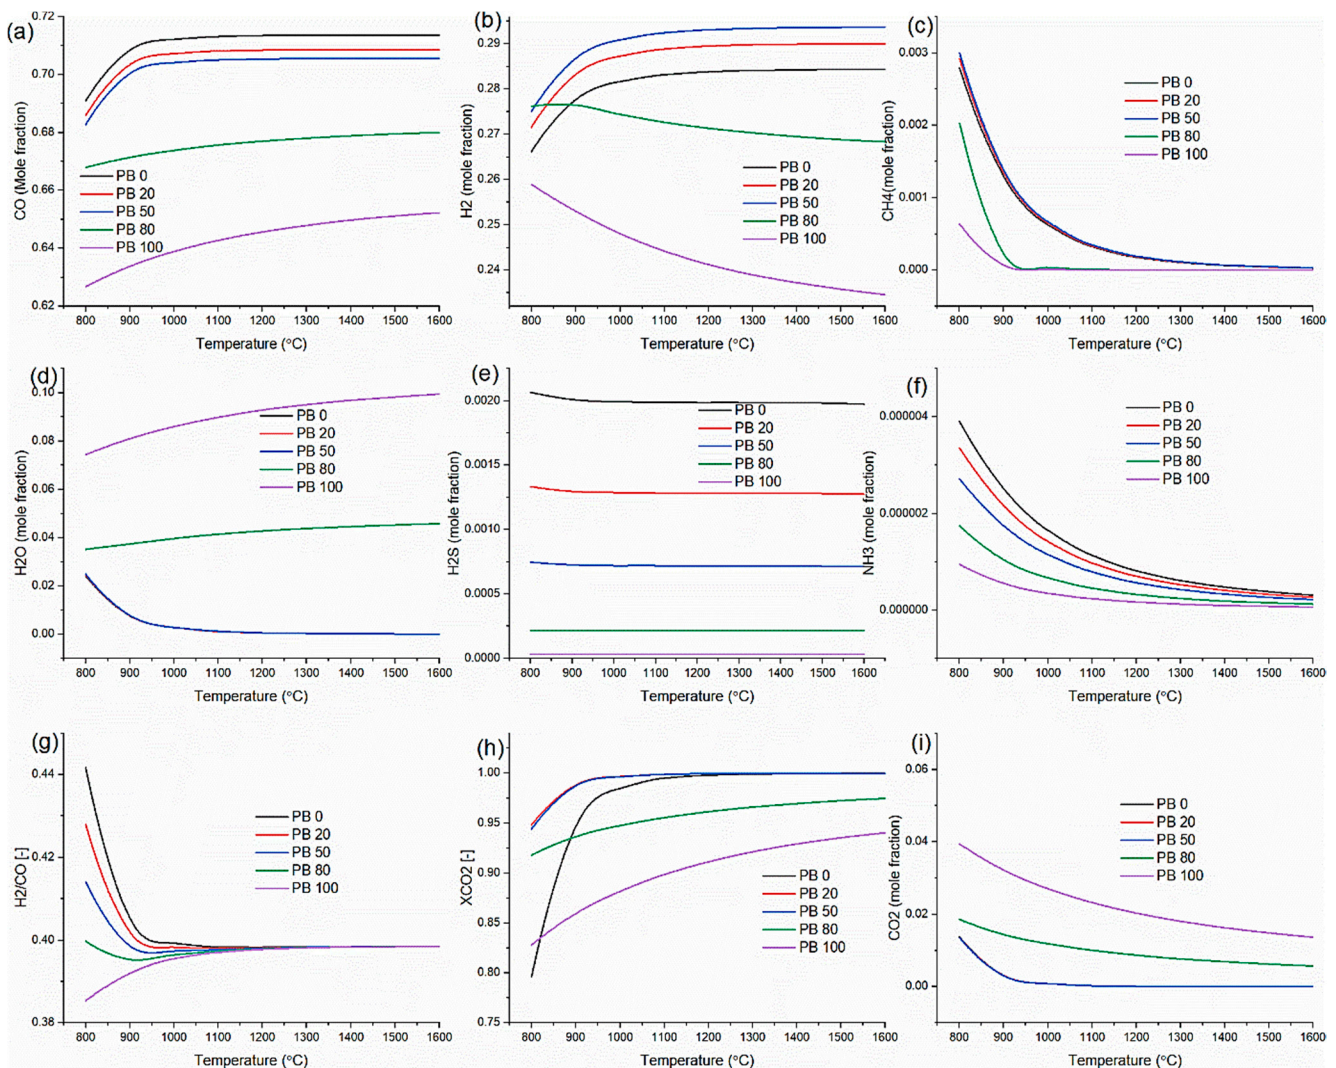 (a)
0.72
0.70
0.68
0.66
0.64
0.62
CO (Mole fraction)
PB 0
PB 20
PB 50
PB 80
PB 100
800 900 1000 1100 1200 1300 1400 1500 1600
Temperature (°C)
(b)
0.29
0.28
0.27
0.26
0.25
0.24
H2 (mole fraction)
PB 0
PB 20
PB 50
PB 80
PB 100
800 900 1000 1100 1200 1300 1400 1500 1600
Temperature (°C)
(c)
0.003
0.002
0.001
0.000
CH4(mole fraction)
PB 0
PB 20
PB 50
PB 80
PB 100
800 900 1000 1100 1200 1300 1400 1500 1600
Temperature (°C)
(d)
0.10
0.08
0.06
0.04
0.02
0.00
H2O (mole fraction)
PB 0
PB 20
PB 50
PB 80
PB 100
800 900 1000 1100 1200 1300 1400 1500 1600
Temperature (°C)
(e)
0.0020
0.0015
0.0010
0.0005
0.0000
H2S (mole fraction)
PB 0
PB 20
PB 50
PB 80
PB 100
800 900 1000 1100 1200 1300 1400 1500 1600
Temperature (°C)
(f)
0.000004
0.000002
0.000000
NH3 (mole fraction)
PB 0
PB 20
PB 50
PB 80
PB 100
800 900 1000 1100 1200 1300 1400 1500 1600
Temperature (°C)
(g)
0.44
0.42
0.40
0.38
H2/CO [-]
PB 0
PB 20
PB 50
PB 80
PB 100
800 900 1000 1100 1200 1300 1400 1500 1600
Temperature (°C)
(h)
1.00
0.95
0.90
0.85
0.80
0.75
XCO2 [-]
PB 0
PB 20
PB 50
PB 80
PB 100
800 900 1000 1100 1200 1300 1400 1500 1600
Temperature (°C)
(i)
0.06
0.04
0.02
0.00
CO2 (mole fraction)
PB 0
PB 20
PB 50
PB 80
PB 100
800 900 1000 1100 1200 1300 1400 1500 1600
Temperature (°C)